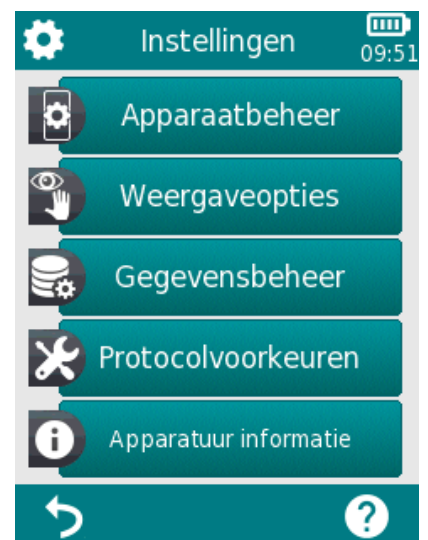 Instellingen
09:51
Apparaatbeheer
Weergaveopties
Gegevensbeheer
Protocolvoorkeuren
Apparatuur informatie